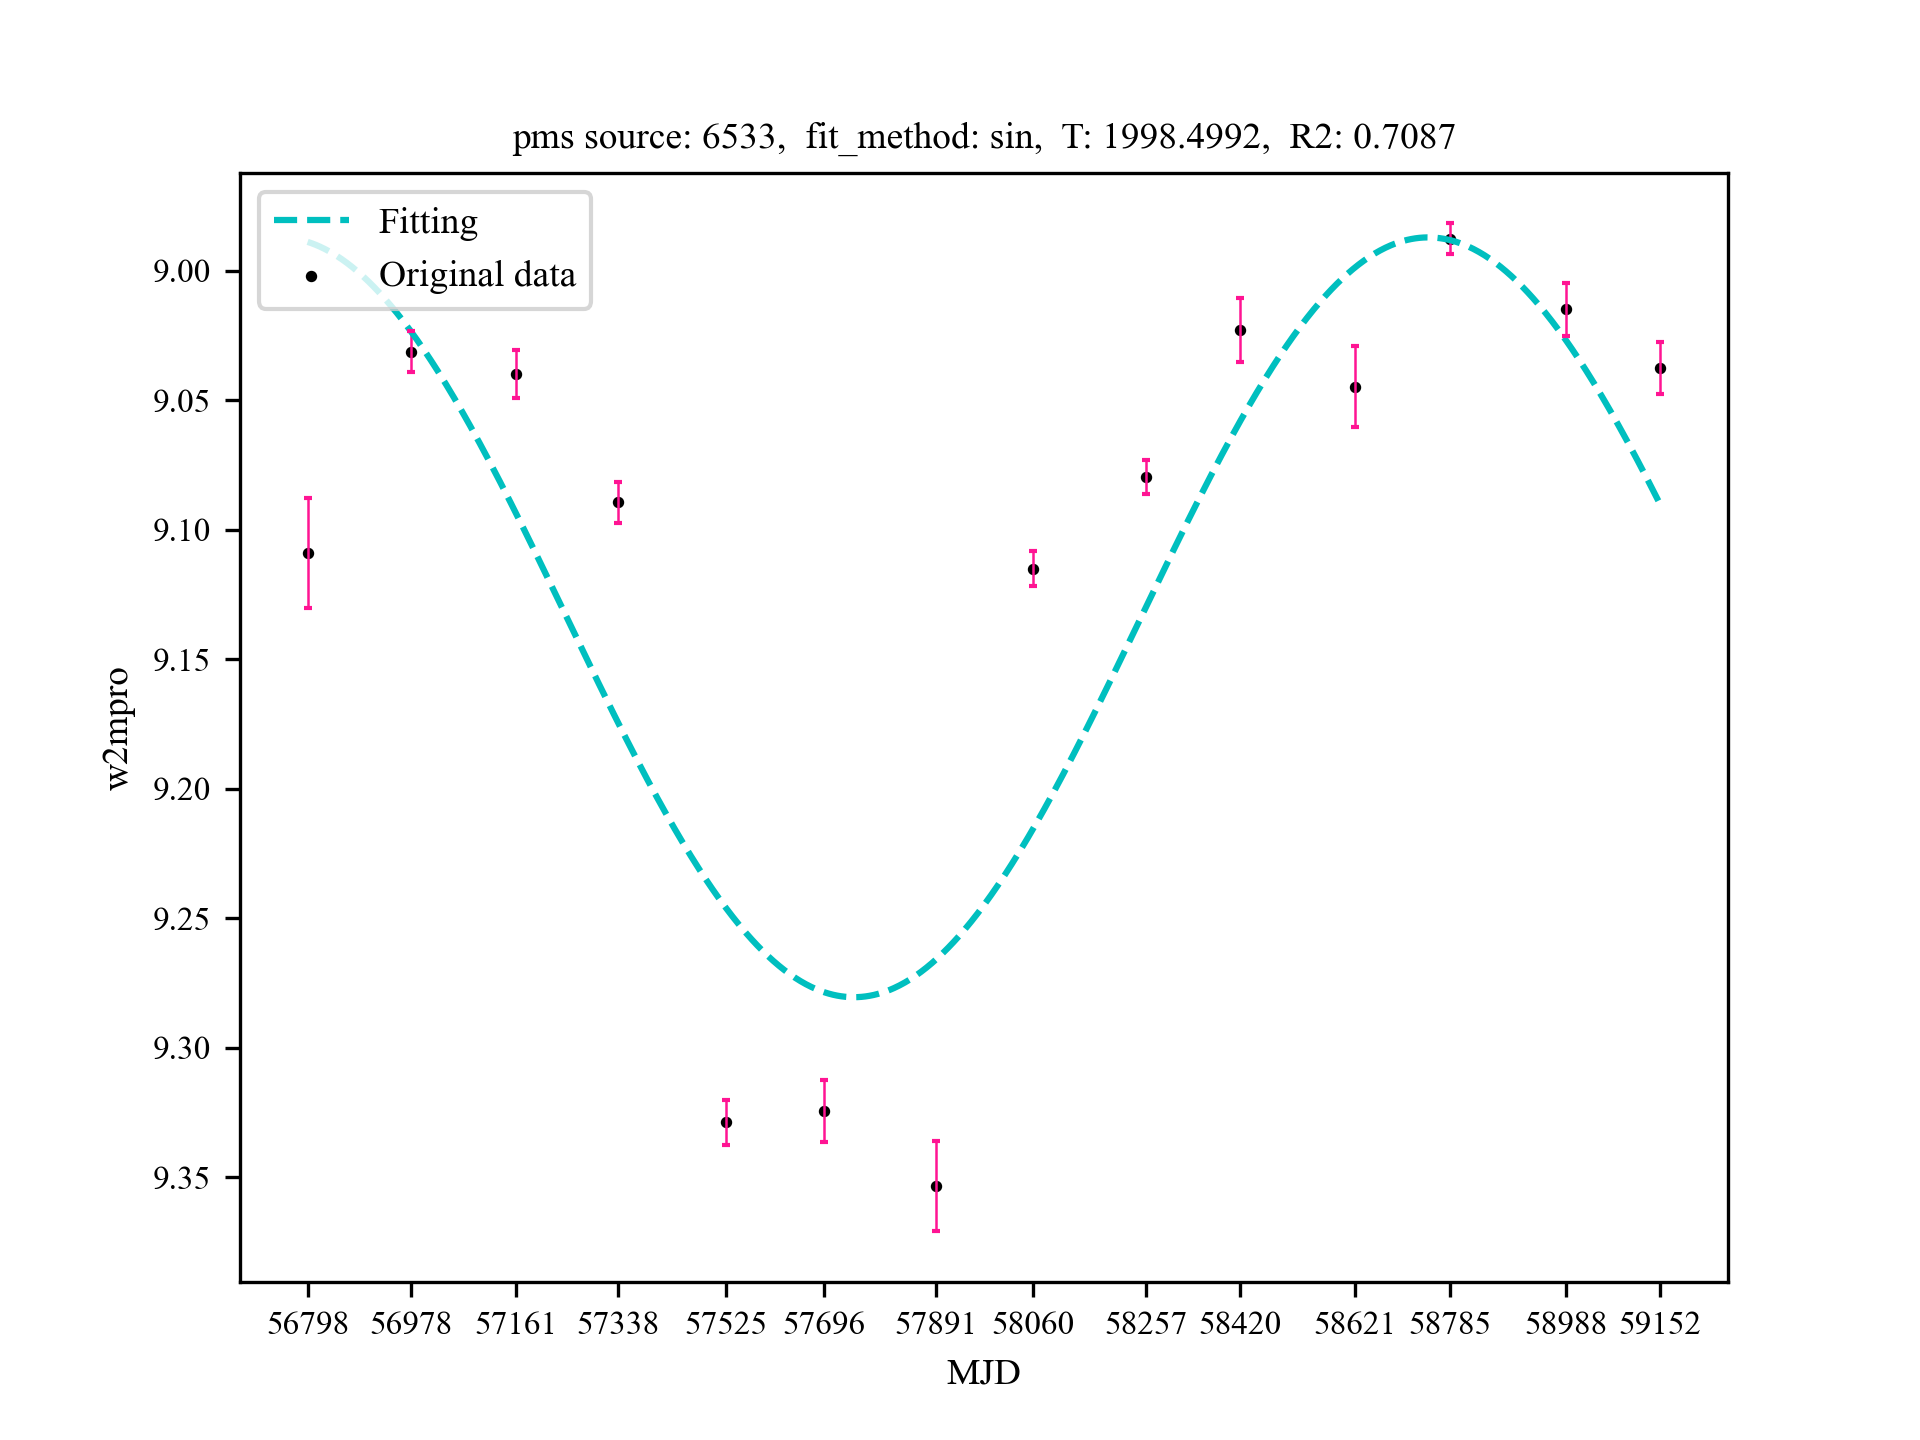 pms source: 6533,  fit_method: sin,  T: 1998.4992,  R2: 0.7087
Fitting
Original data
9.00
9.05
9.10
9.15
9.20
9.25
9.30
9.35
w2mpro
56798 56978 57161 57338 57525 57696 57891 58060 58257 58420 58621 58785 58988 59152
MJD